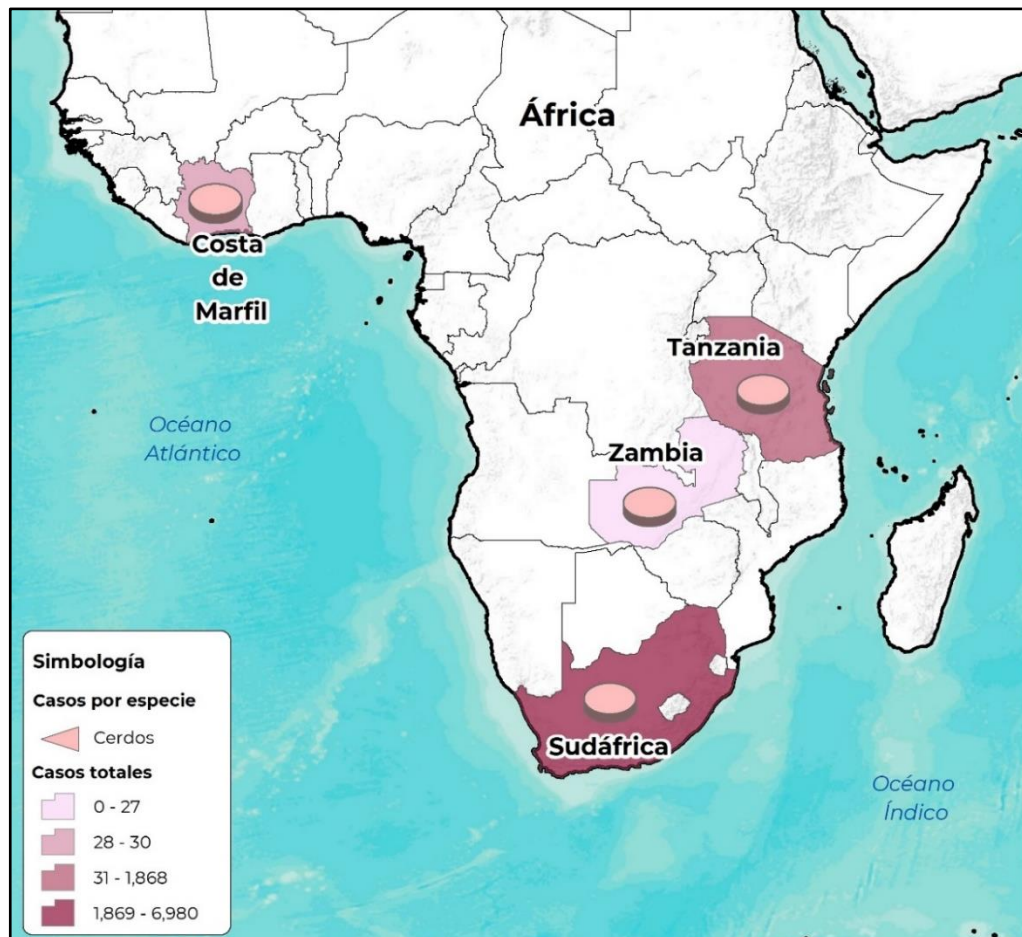 África
Costa
de
Marfil
Tanzania
Océano
Atlántico
Zambia
Sudáfrica
Océano
Índico
Simbología
Casos por especie
Cerdos
Casos totales
0 - 27
28 - 30
31 - 1,868
1,869 - 6,980